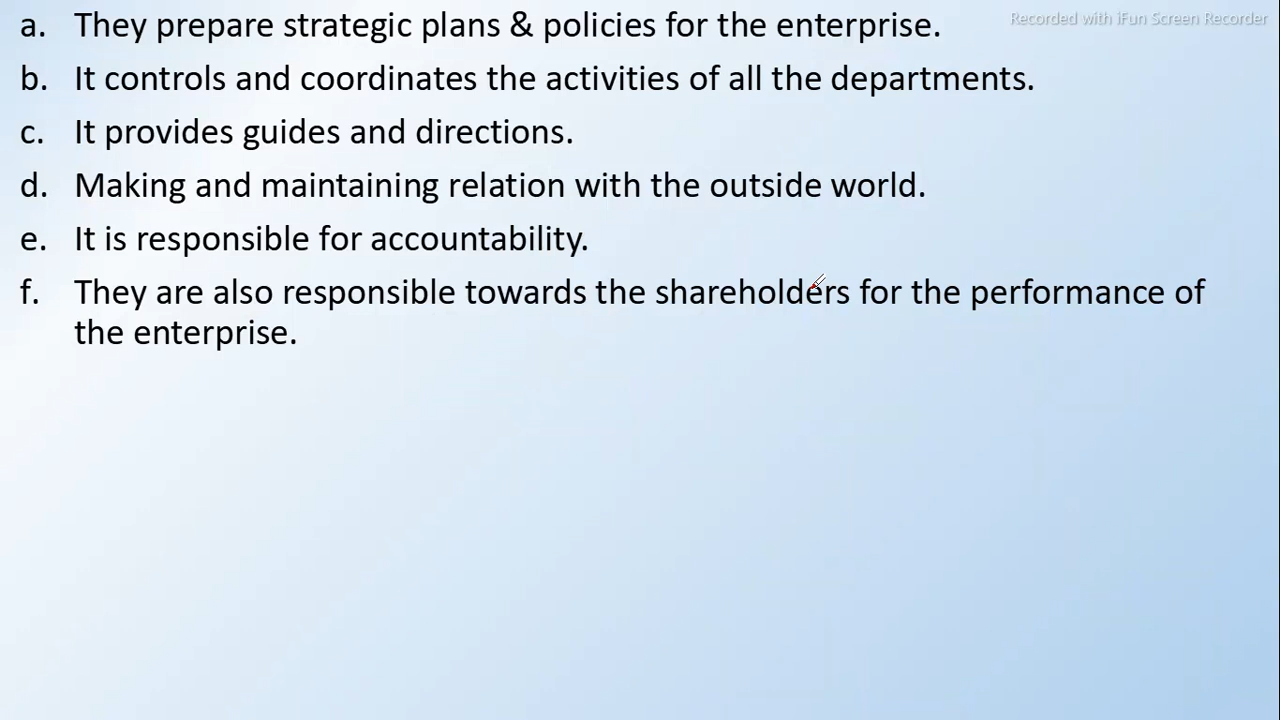 Recorded with iFun Screen Recorder
a. They prepare strategic plans & policies for the enterprise.
b. It controls and coordinates the activities of all the departments.
c. It provides guides and directions.
d. Making and maintaining relation with the outside world.
e. It is responsible for accountability.
f. They are also responsible towards the shareholders for the performance of
the enterprise.